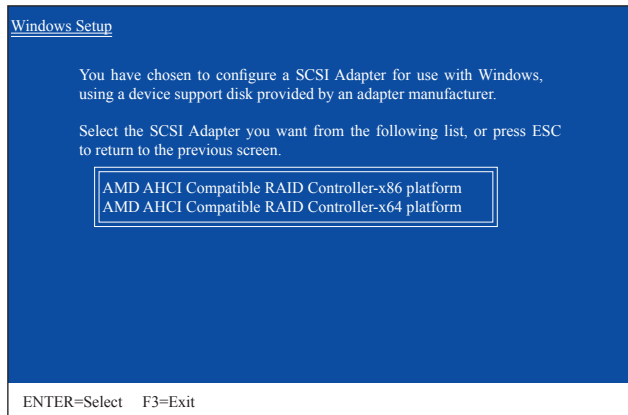 Windows Setup
You have chosen to configure a SCSI Adapter for use with Windows,
using a device support disk provided by an adapter manufacturer.
Select the SCSI Adapter you want from the following list, or press ESC
to return to the previous screen.
AMD AHCI Compatible RAID Controller-x86 platform
AMD AHCI Compatible RAID Controller-x64 platform
ENTER=Select F3=Exit